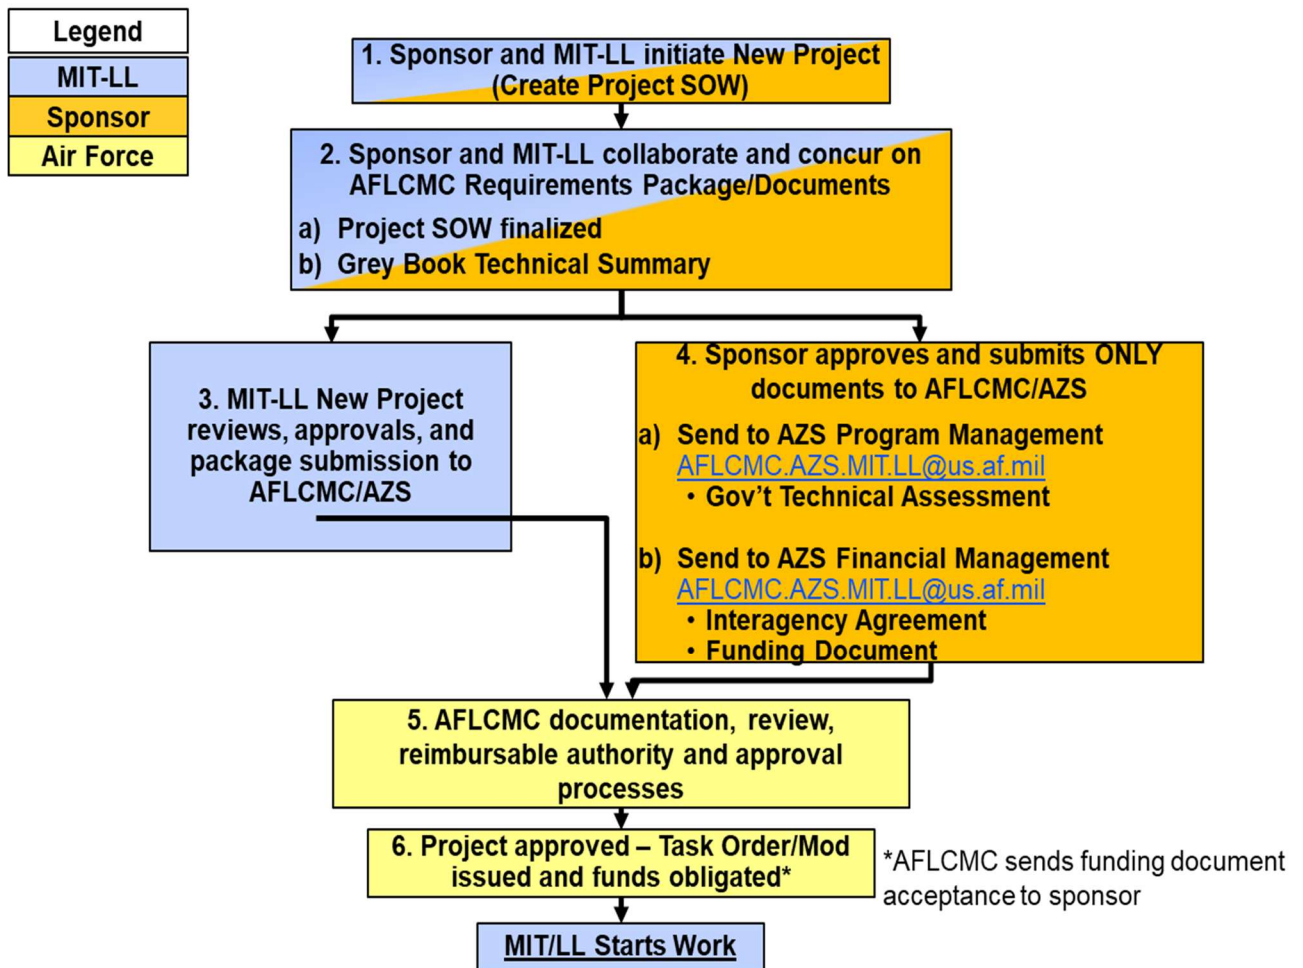 Legend
MIT-LL
Sponsor
Air Force
1. Sponsor and MIT-LL initiate New Project
(Create Project SOW)
2. Sponsor and MIT-LL collaborate and concur on
AFLCMC Requirements Package/Documents
a) Project SOW finalized
b) Grey Book Technical Summary
3. MIT-LL New Project
reviews, approvals, and
package submission to
AFLCMC/AZS
4. Sponsor approves and submits ONLY
documents to AFLCMC/AZS
a) Send to AZS Program Management
AFLCMC.AZS.MIT.LL@us.af.mil
• Gov't Technical Assessment
b) Send to AZS Financial Management
AFLCMC.AZS.MIT.LL@us.af.mil
• Interagency Agreement
• Funding Document
5. AFLCMC documentation, review,
reimbursable authority and approval
processes
6. Project approved – Task Order/Mod
issued and funds obligated*
*AFLCMC sends funding document
acceptance to sponsor
MIT/LL Starts Work